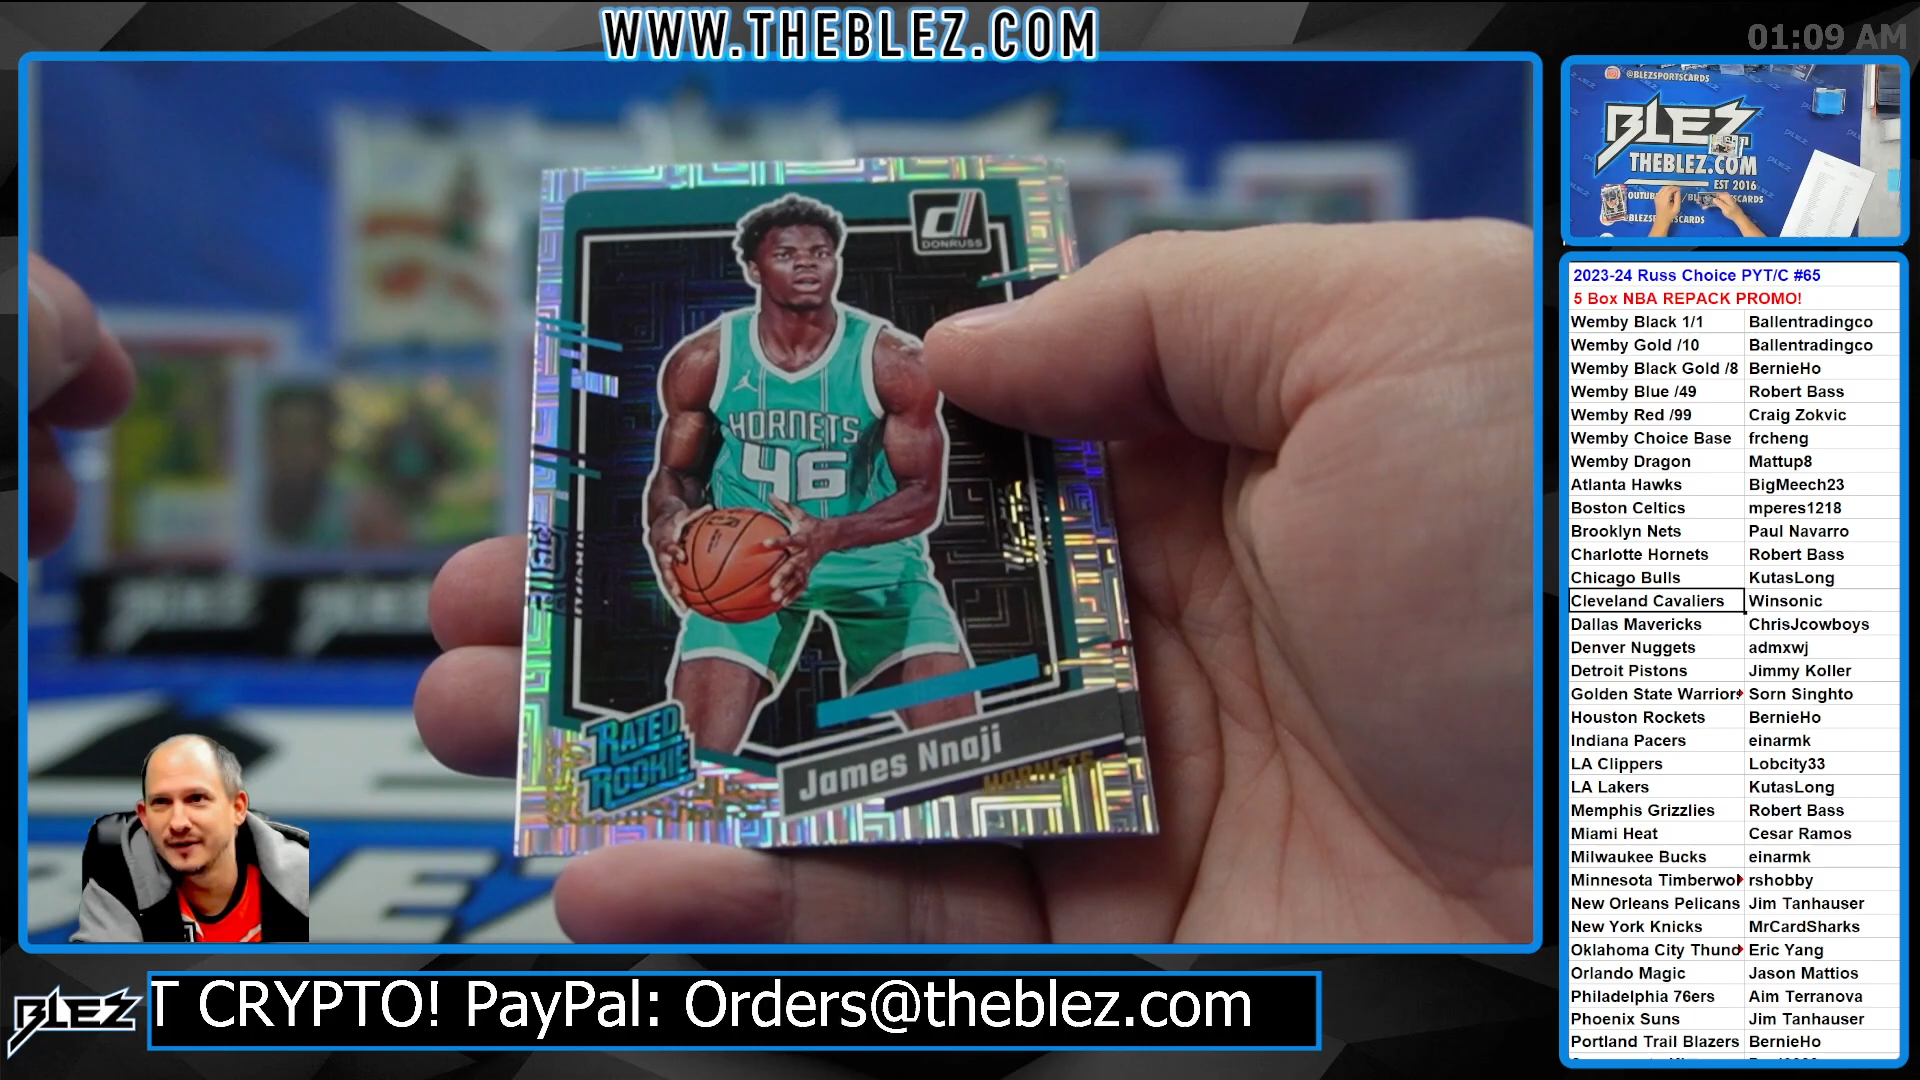 WWW.THEBLEZ.COM
01:09 AM
@BLEZSPORTSCARDS
BLEZ
THEBLEZ.COM
EST 2016
DONRUSS
HORNETS
46
RATED
ROOKIE
James Nnaji
HORNETS
2023-24 Russ Choice PYT/C #65
5 Box NBA REPACK PROMO!
Wemby Black 1/1 Ballentradingco
Wemby Gold /10 Ballentradingco
Wemby Black Gold /8 BernieHo
Wemby Blue /49 Robert Bass
Wemby Red /99 Craig Zokvic
Wemby Choice Base frcheng
Wemby Dragon Mattup8
Atlanta Hawks BigMeech23
Boston Celtics mperes1218
Brooklyn Nets Paul Navarro
Charlotte Hornets Robert Bass
Chicago Bulls KutasLong
Cleveland Cavaliers Winsonic
Dallas Mavericks ChrisJcowboys
Denver Nuggets admxwj
Detroit Pistons Jimmy Koller
Golden State Warriors Sorn Singhto
Houston Rockets BernieHo
Indiana Pacers einarmk
LA Clippers Lobcity33
LA Lakers KutasLong
Memphis Grizzlies Robert Bass
Miami Heat Cesar Ramos
Milwaukee Bucks einarmk
Minnesota Timberwol rshobby
New Orleans Pelicans Jim Tanhauser
New York Knicks MrCardSharks
Oklahoma City Thund Eric Yang
Orlando Magic Jason Mattios
Philadelphia 76ers Aim Terranova
Phoenix Suns Jim Tanhauser
Portland Trail Blazers BernieHo
BLEZ
T CRYPTO! PayPal: Orders@theblez.com